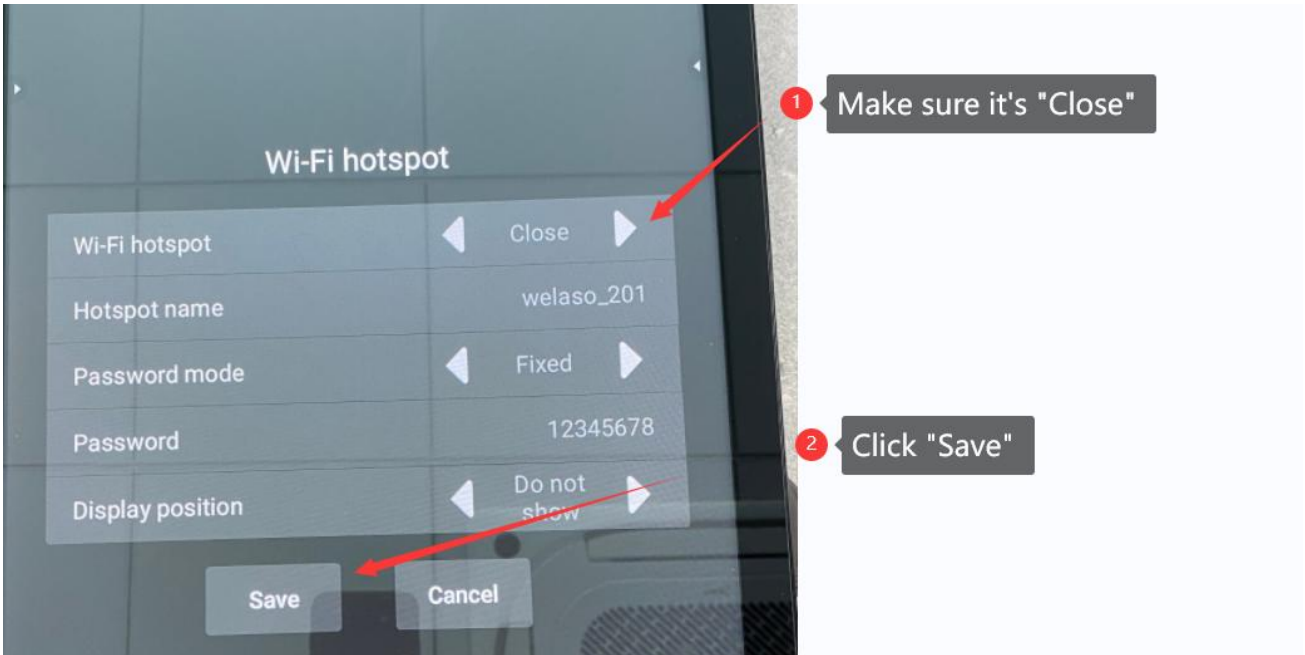 Wi-Fi hotspot
Wi-Fi hotspot Close
Hotspot name welaso_201
Password mode Fixed
Password 12345678
Display position Do not
show
Save Cancel
1 Make sure it's "Close"
2 Click "Save"